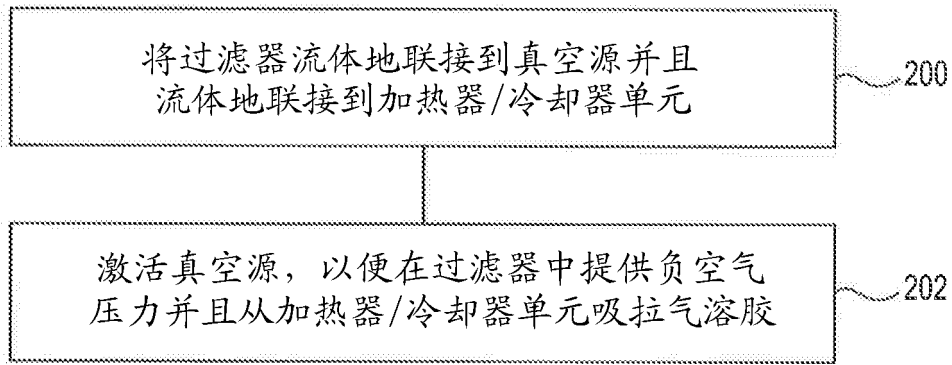 将过滤器流体地联接到真空源并且
流体地联接到加热器/冷却器单元
200
激活真空源，以便在过滤器中提供负空气
压力并且从加热器/冷却器单元吸拉气溶胶
202